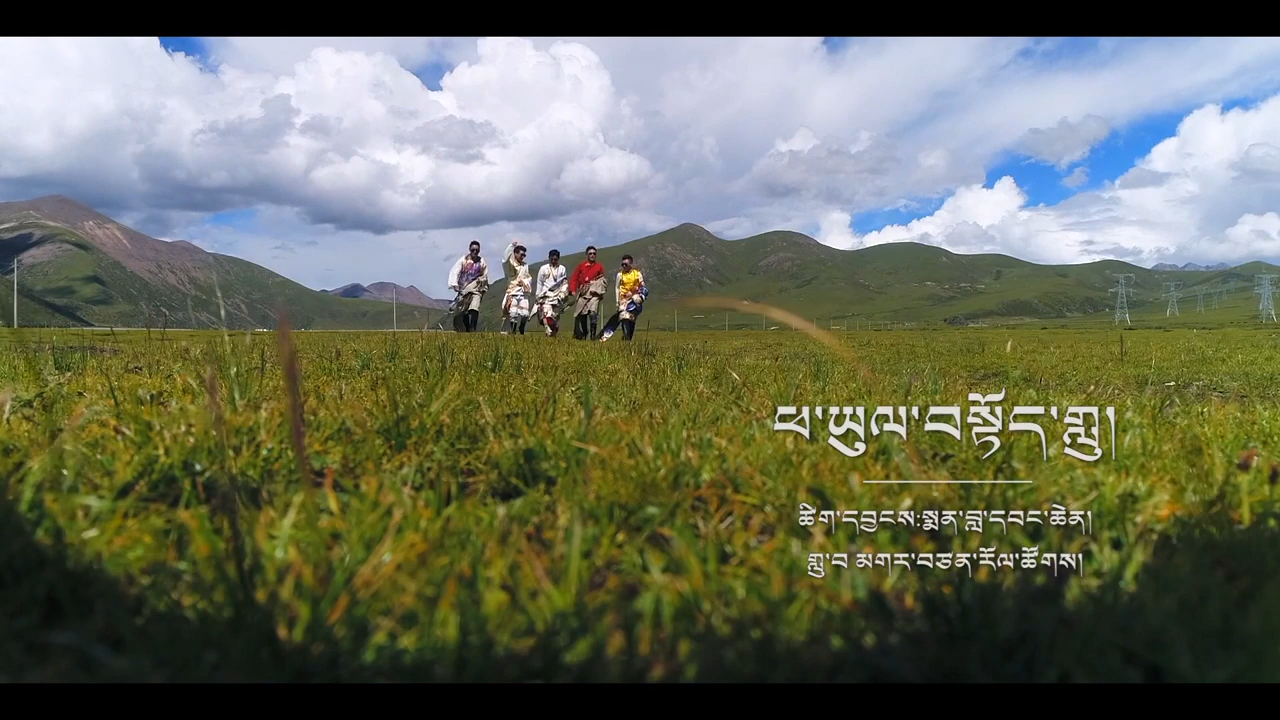 ཕ་ཡུལ་བསྟོད་གླུ།
ཚིག་དབྱངས:སྨན་བླ་དབང་ཆེན།
གླུ་བ མགར་བཙན་རོལ་ཚོགས།